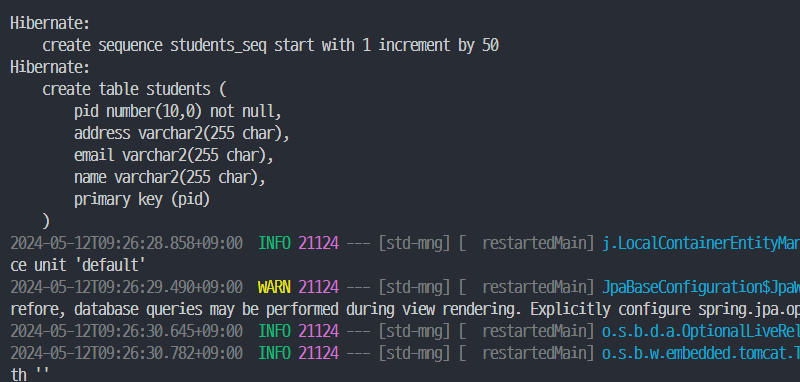 Hibernate:
    create sequence students_seq start with 1 increment by 50
Hibernate:
    create table students (
        pid number(10,0) not null,
        address varchar2(255 char),
        email varchar2(255 char),
        name varchar2(255 char),
        primary key (pid)
    )
2024-05-12T09:26:28.858+09:00  INFO 21124 --- [std-mng] [  restartedMain] j.LocalContainerEntityMan
ce unit 'default'
2024-05-12T09:26:29.490+09:00  WARN 21124 --- [std-mng] [  restartedMain] JpaBaseConfiguration$JpaW
refore, database queries may be performed during view rendering. Explicitly configure spring.jpa.op
2024-05-12T09:26:30.645+09:00  INFO 21124 --- [std-mng] [  restartedMain] o.s.b.d.a.OptionalLiveRel
2024-05-12T09:26:30.782+09:00  INFO 21124 --- [std-mng] [  restartedMain] o.s.b.w.embedded.tomcat.T
th ''